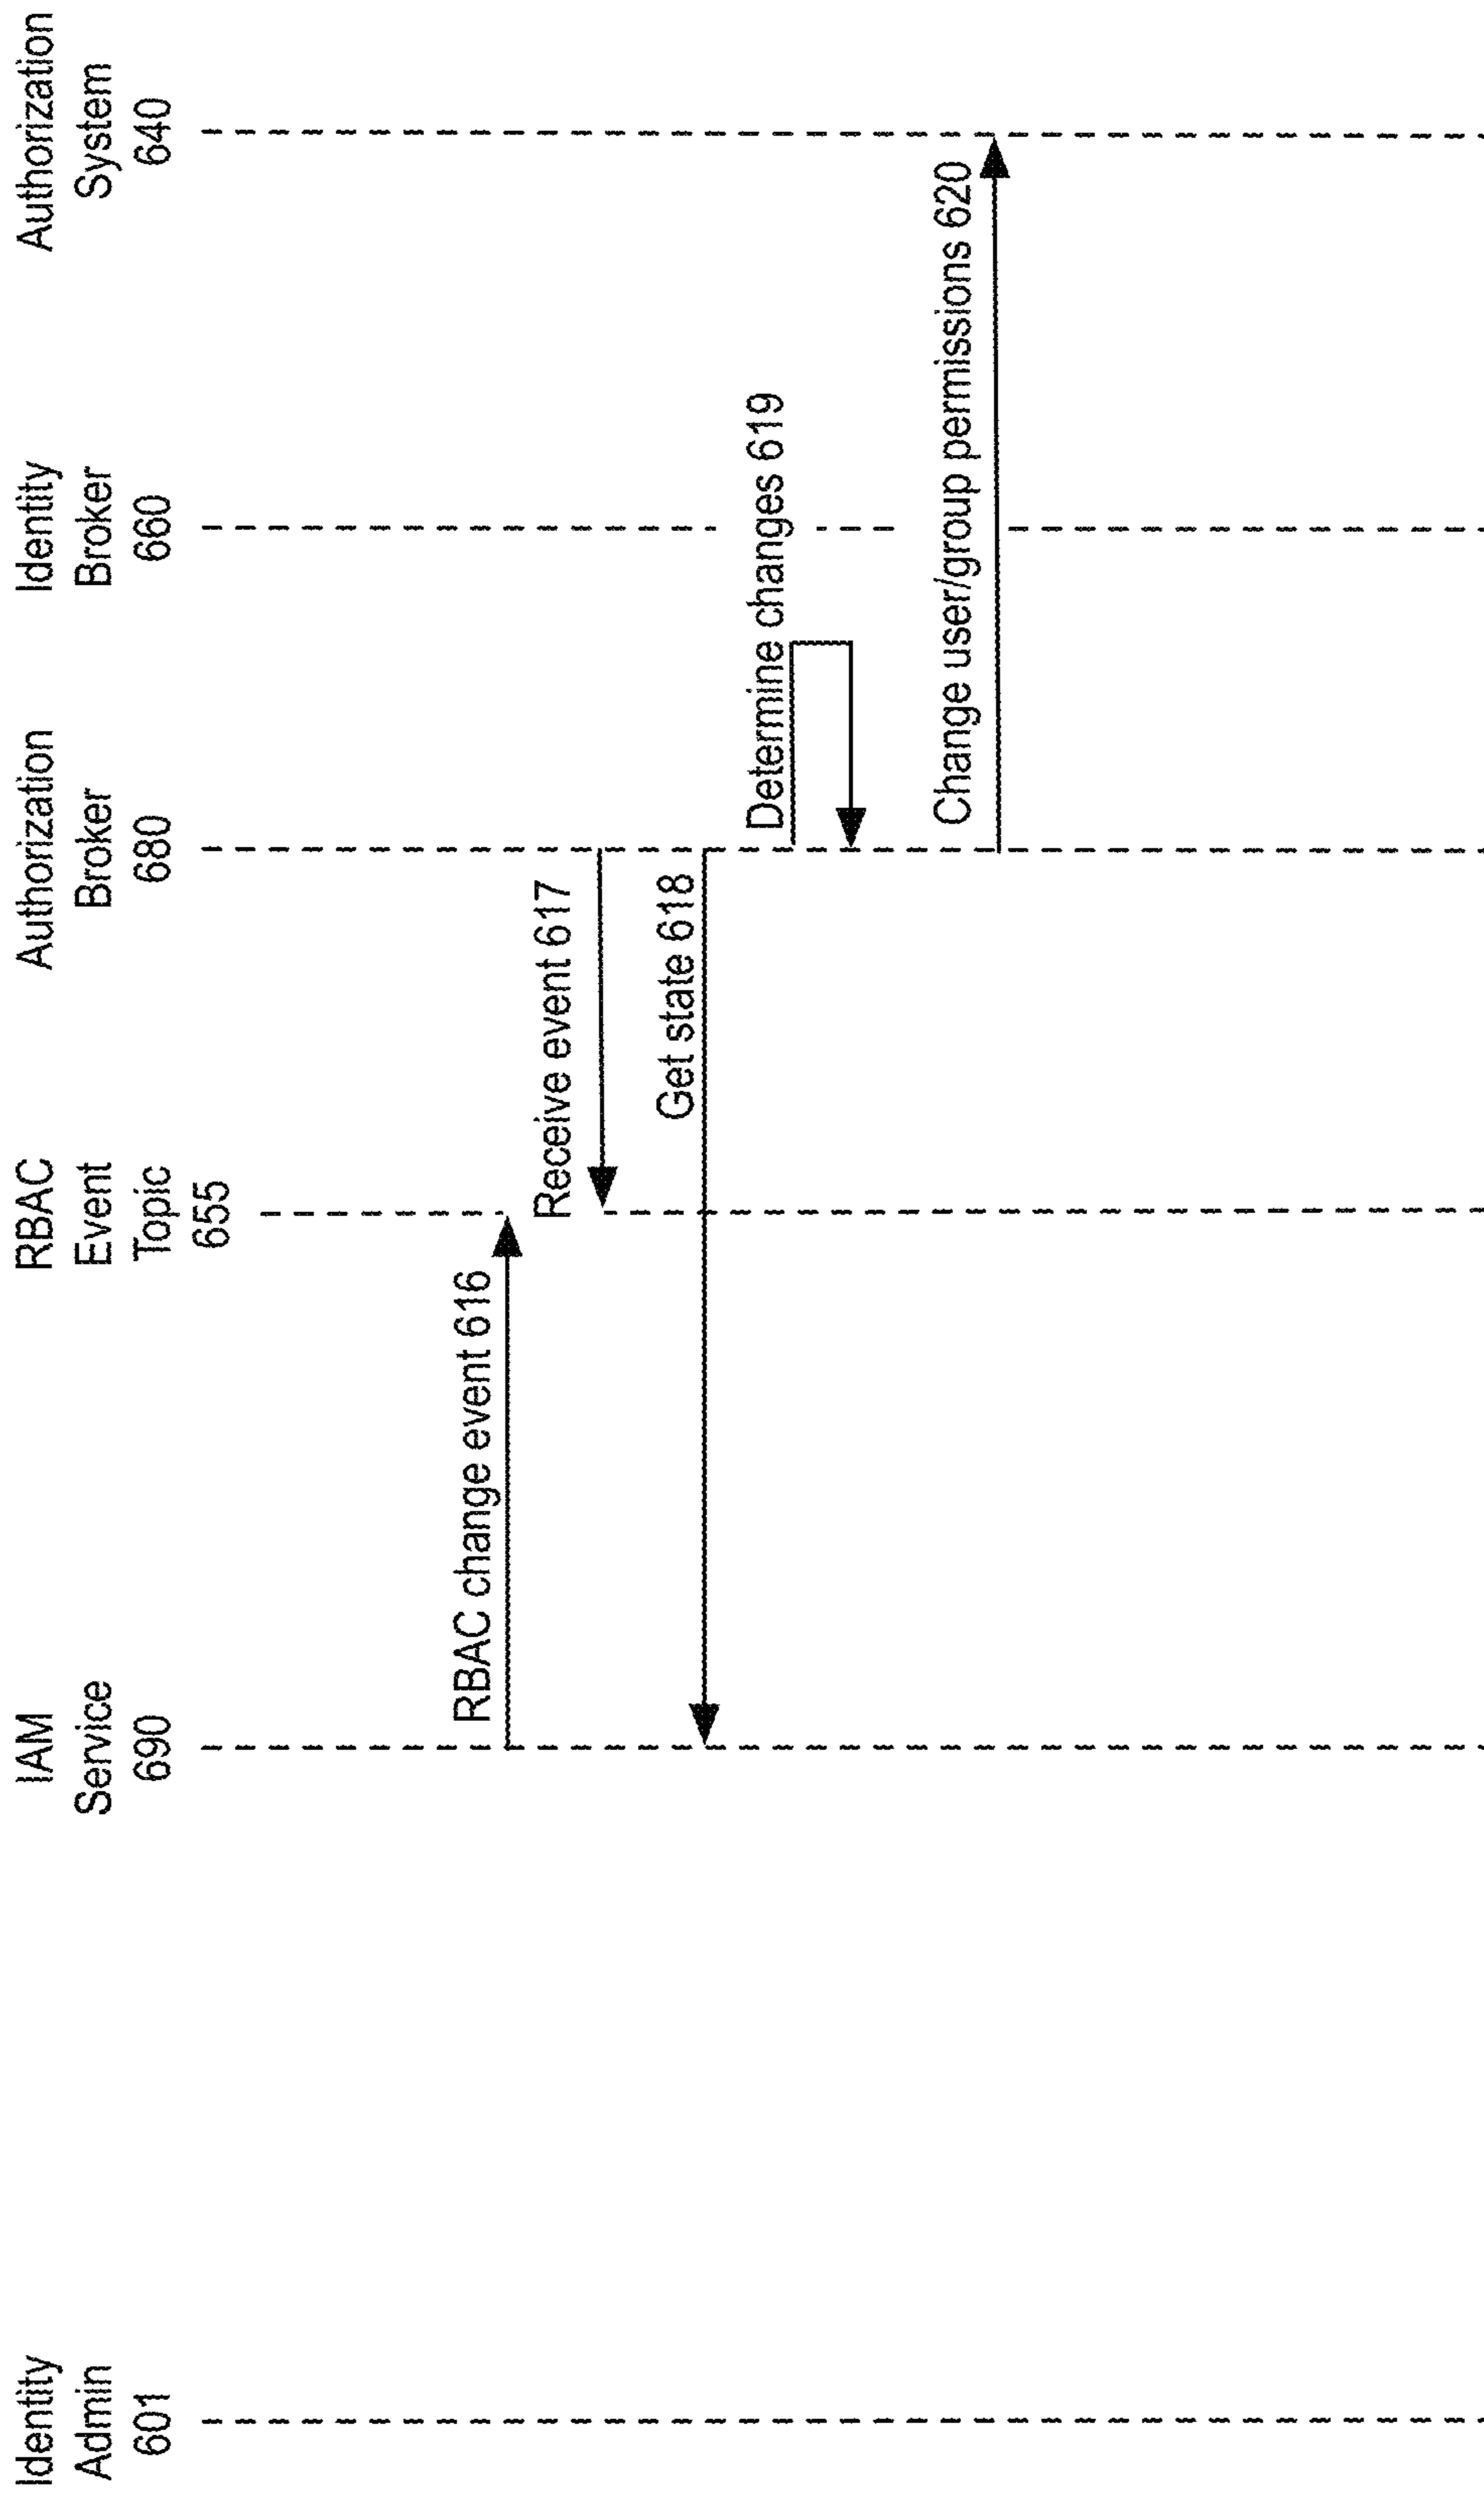 Identity
Admin
601
IAM
Service
690
RBAC
Event
Topic
655
Authorization
Broker
680
Identity
Broker
660
Authorization
System
640
RBAC change event 616
Receive event 617
Get state 618
Determine changes 619
Change user/group permissions 620